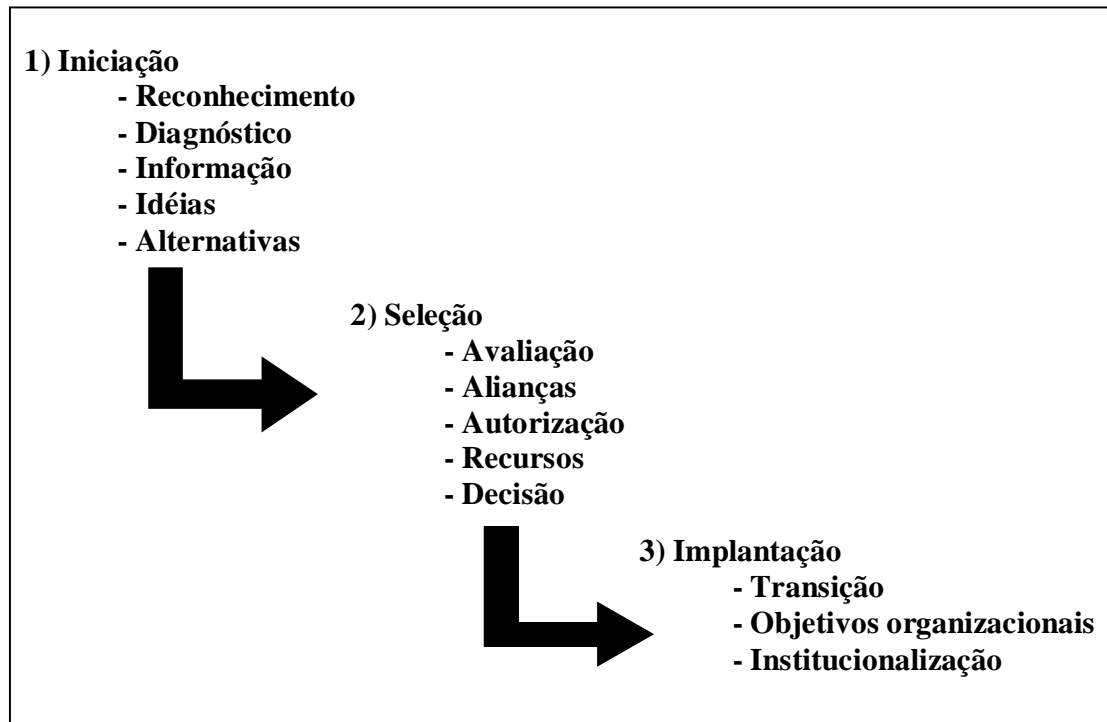 1) Iniciação
- Reconhecimento
- Diagnóstico
- Informação
- Idéias
- Alternativas
2) Seleção
- Avaliação
- Alianças
- Autorização
- Recursos
- Decisão
3) Implantação
- Transição
- Objetivos organizacionais
- Institucionalização